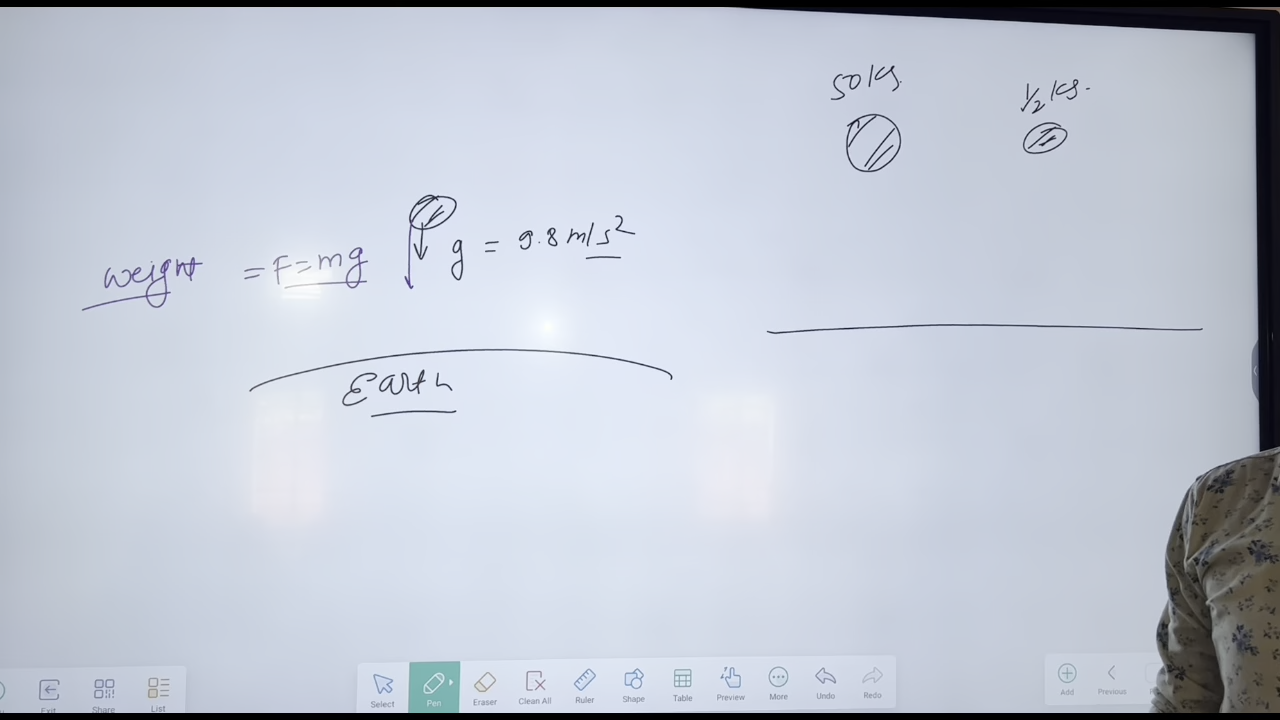 50 KG.
1/2 KG.
weight = F=mg g = 9.8 m/s²
Earth
Exit
Share
List
Select
Pen
Eraser
Clean All
Ruler
Shape
Table
Preview
More
Undo
Redo
Add
Previous